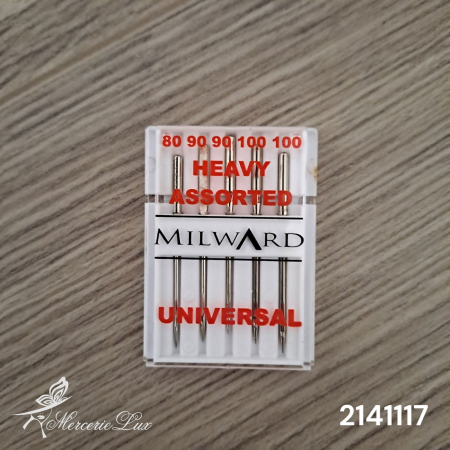 80 90 90 100 100
HEAVY
ASSORTED
MILWARD
UNIVERSAL
Mercerie Lux
2141117